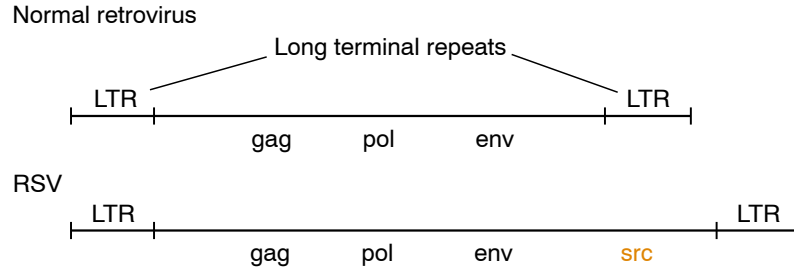 Normal retrovirus
Long terminal repeats
LTR LTR
gag pol env
RSV
LTR LTR
gag pol env src